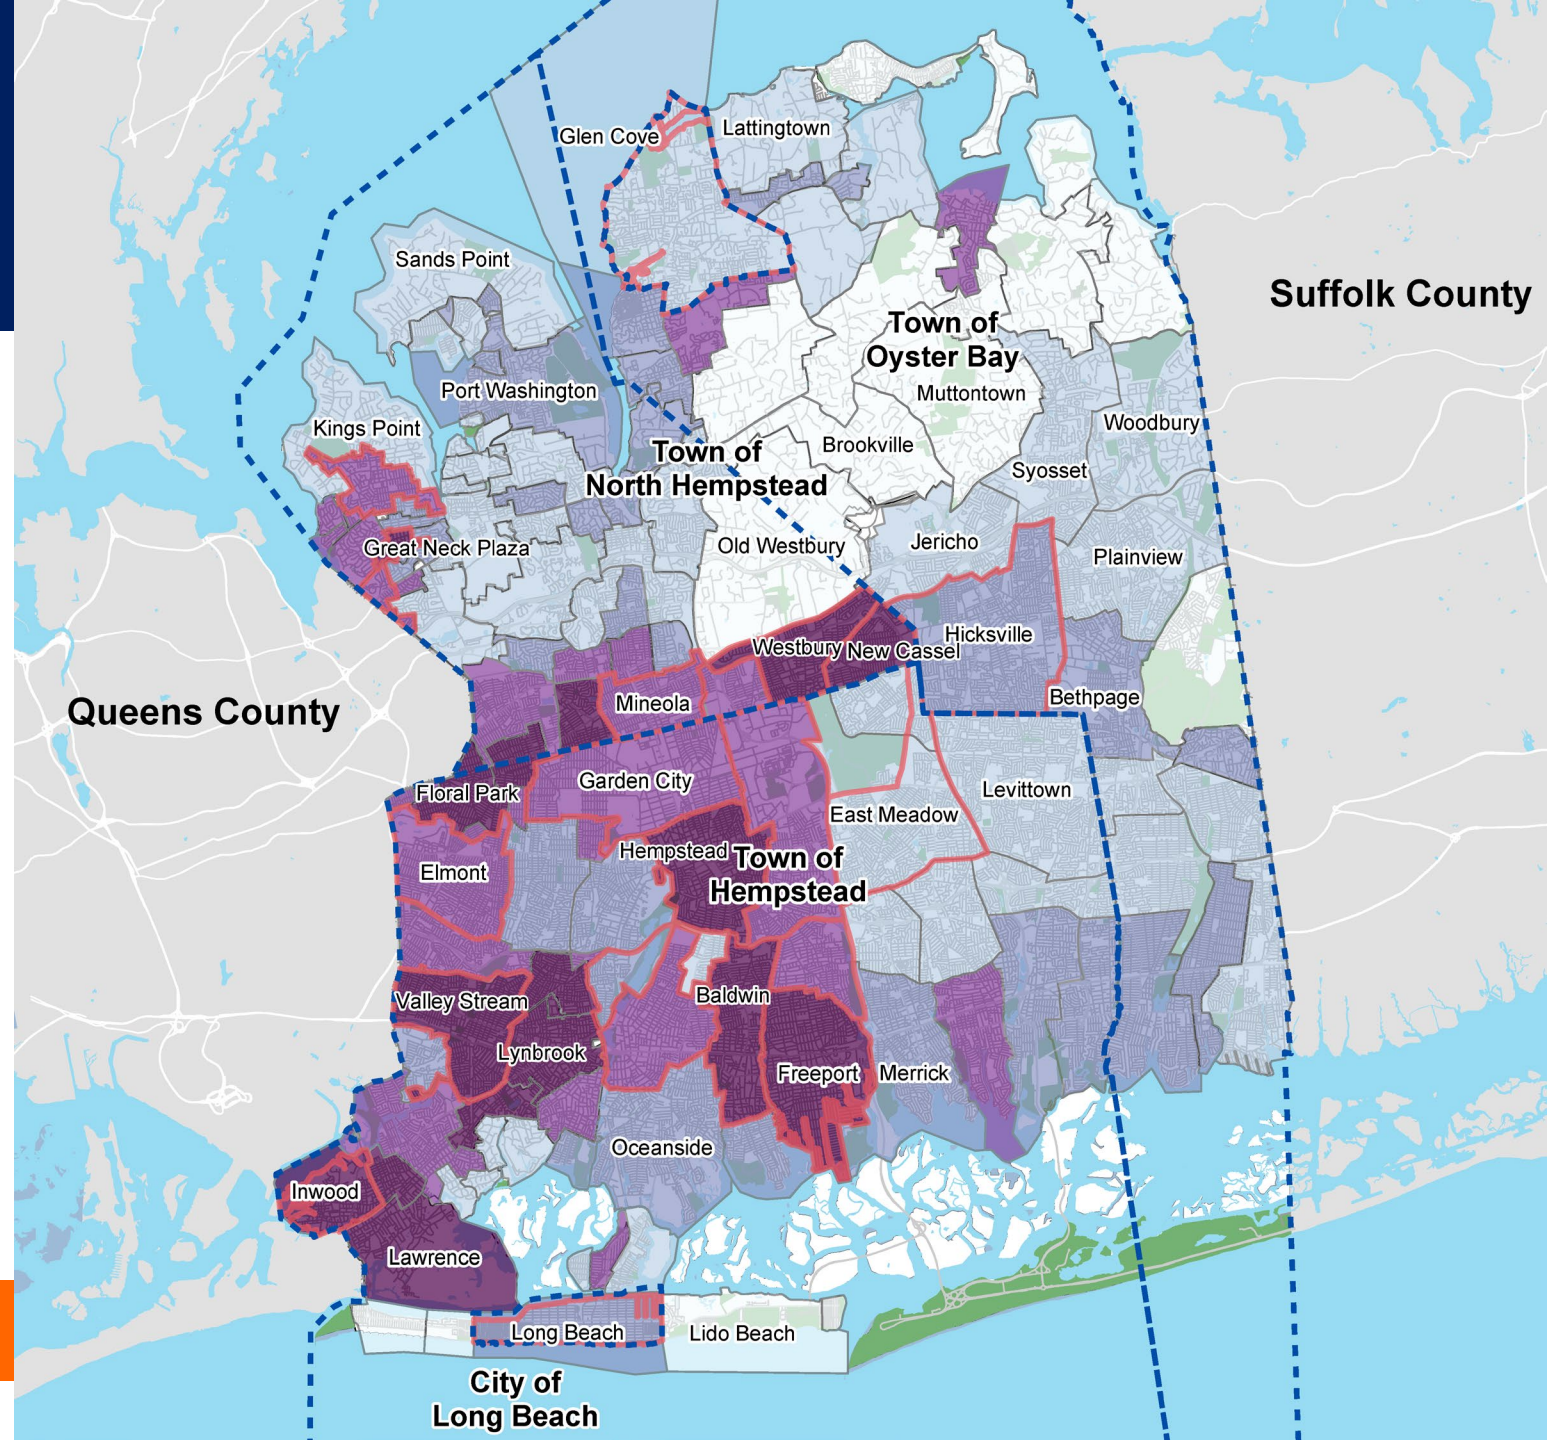 Glen Cove
Lattingtown
Sands Point
Suffolk County
Town of
Oyster Bay
Port Washington
Muttontown
Kings Point
Woodbury
Brookville
Town of
North Hempstead
Syosset
Great Neck Plaza
Old Westbury
Jericho
Plainview
Hicksville
Westbury
New Cassel
Queens County
Mineola
Bethpage
Garden City
Floral Park
Levittown
East Meadow
Hempstead
Town of
Hempstead
Elmont
Valley Stream
Baldwin
Lynbrook
Freeport
Merrick
Oceanside
Inwood
Lawrence
Long Beach
Lido Beach
City of
Long Beach